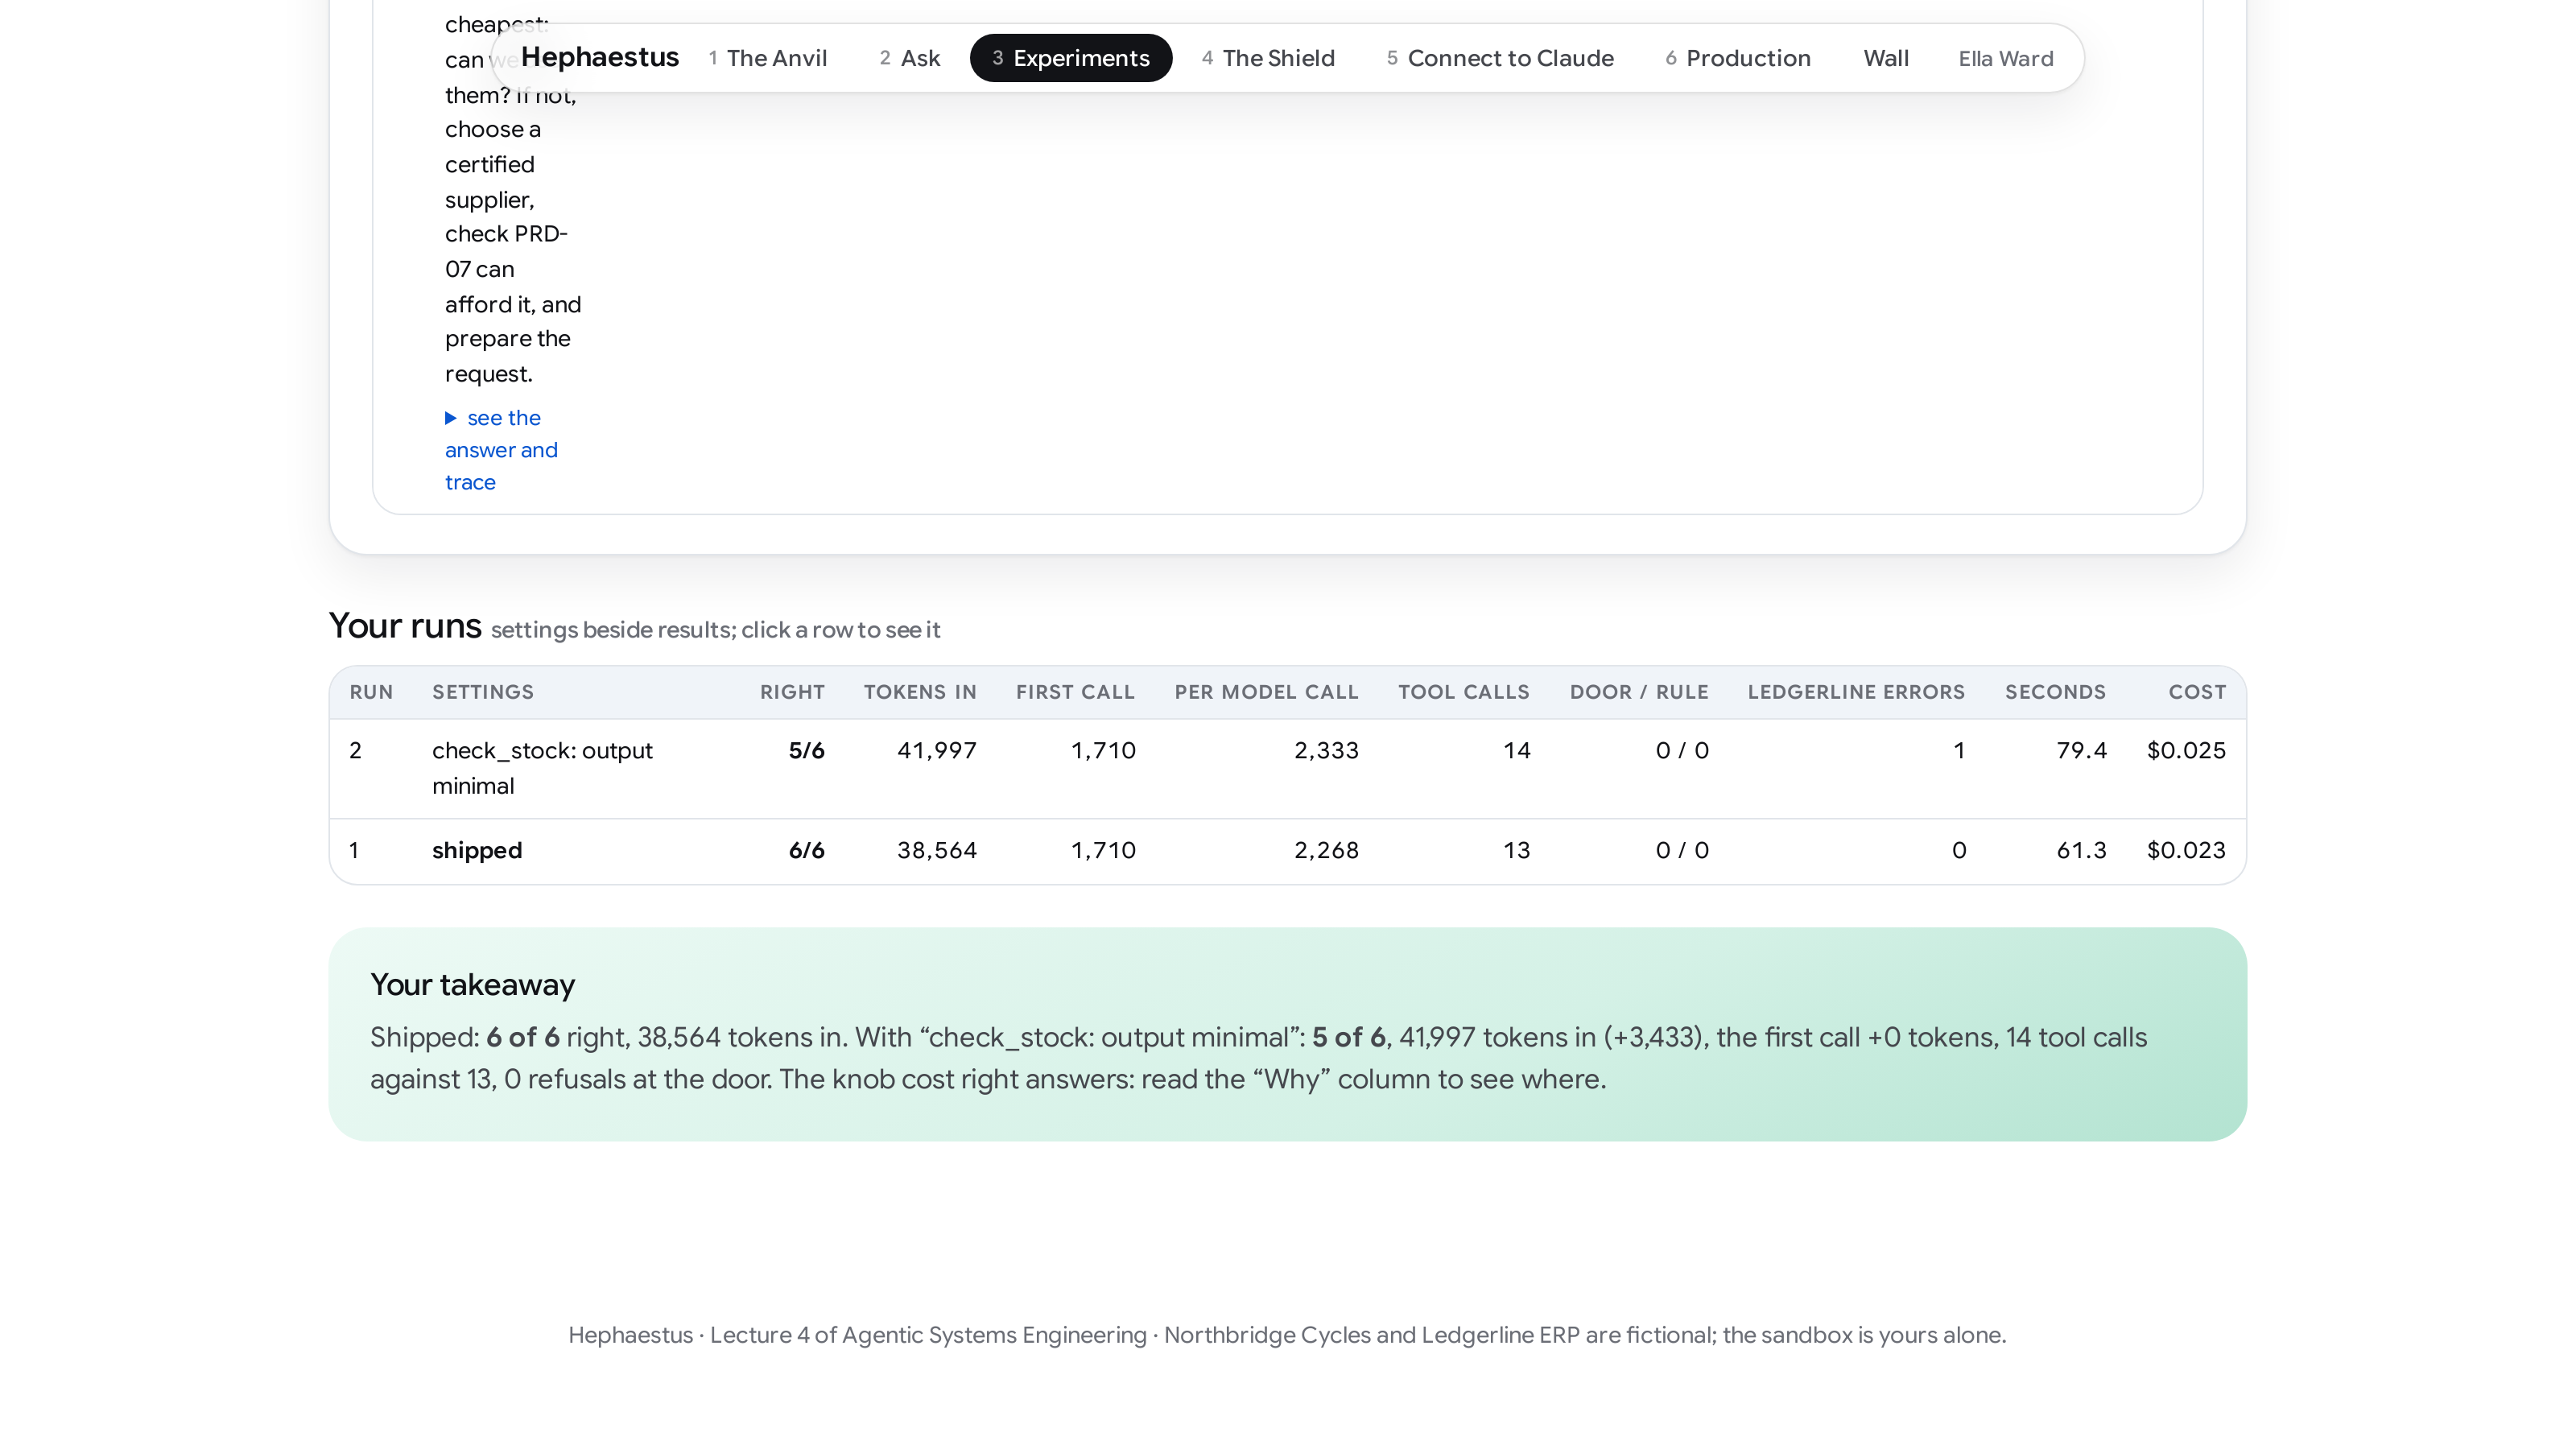 Hephaestus 1 The Anvil 2 Ask 3 Experiments 4 The Shield 5 Connect to Claude 6 Production Wall Ella Ward
cheapest:
can we
them? If not,
choose a
certified
supplier,
check PRD-
07 can
afford it, and
prepare the
request.
▶ see the
answer and
trace
Your runs settings beside results; click a row to see it
RUN SETTINGS RIGHT TOKENS IN FIRST CALL PER MODEL CALL TOOL CALLS DOOR / RULE LEDGERLINE ERRORS SECONDS COST
2 check_stock: output 5/6 41,997 1,710 2,333 14 0 / 0 1 79.4 $0.025
minimal
1 shipped 6/6 38,564 1,710 2,268 13 0 / 0 0 61.3 $0.023
Your takeaway
Shipped: 6 of 6 right, 38,564 tokens in. With “check_stock: output minimal”: 5 of 6, 41,997 tokens in (+3,433), the first call +0 tokens, 14 tool calls
against 13, 0 refusals at the door. The knob cost right answers: read the “Why” column to see where.
Hephaestus · Lecture 4 of Agentic Systems Engineering · Northbridge Cycles and Ledgerline ERP are fictional; the sandbox is yours alone.